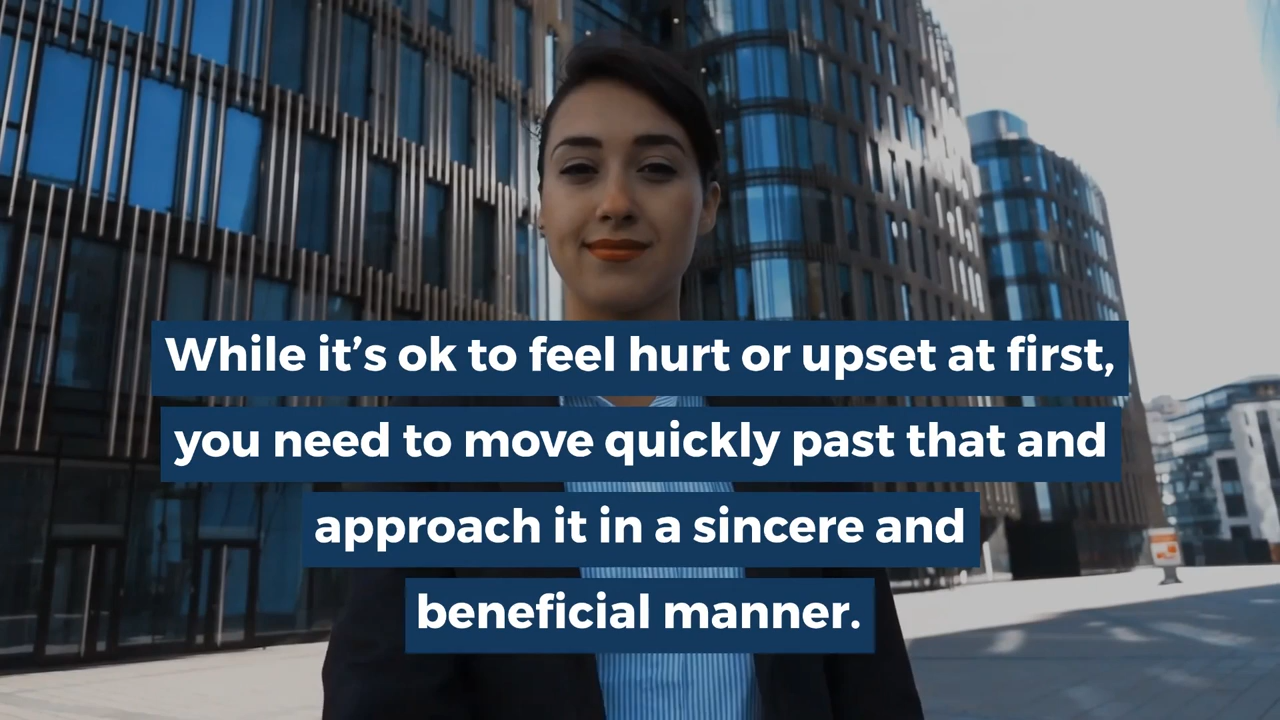 While it’s ok to feel hurt or upset at first,
you need to move quickly past that and
approach it in a sincere and
beneficial manner.